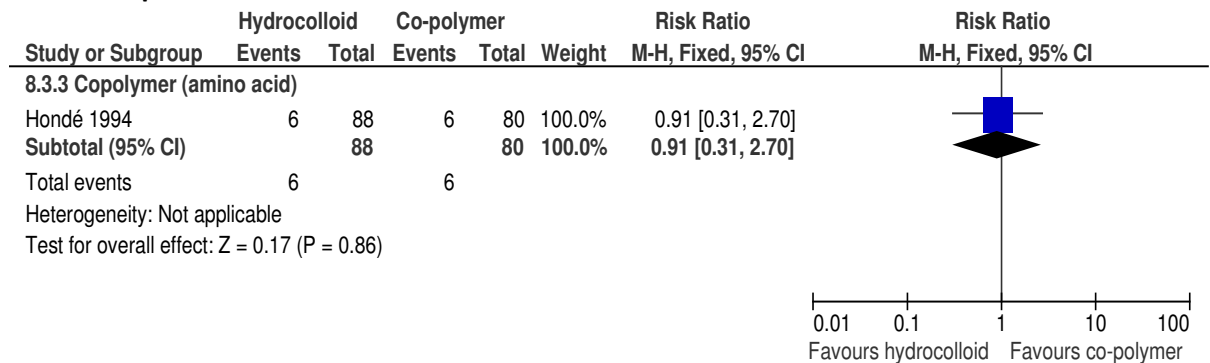 Hydrocolloid Co-polymer Risk Ratio Risk Ratio
Study or Subgroup Events Total Events Total Weight M-H, Fixed, 95% CI M-H, Fixed, 95% CI
8.3.3 Copolymer (amino acid)
Hondé 1994 6 88 6 80 100.0% 0.91 [0.31, 2.70]
Subtotal (95% CI) 88 80 100.0% 0.91 [0.31, 2.70]
Total events 6 6
Heterogeneity: Not applicable
Test for overall effect: Z = 0.17 (P = 0.86)
0.01 0.1 1 10 100
Favours hydrocolloid Favours co-polymer